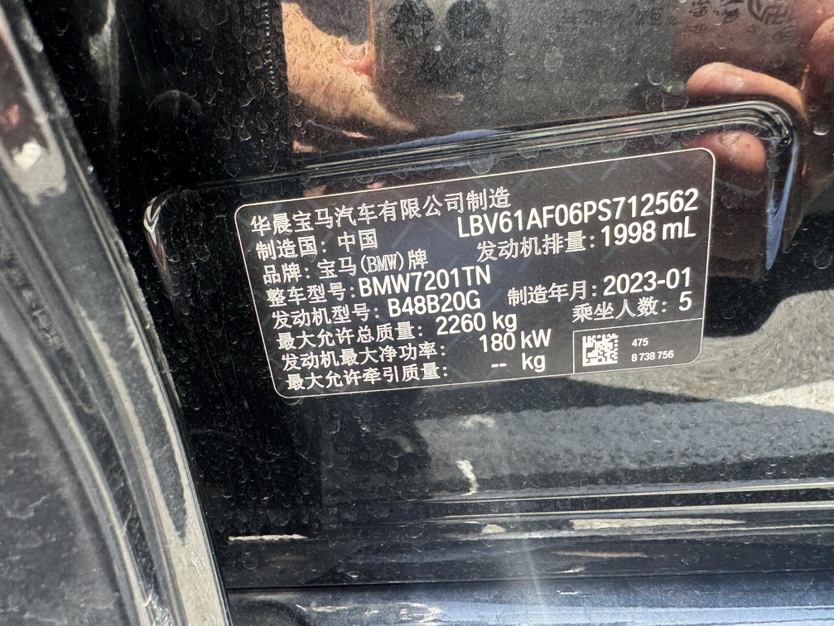 华晨宝马汽车有限公司制造
制造国：中国 LBV61AF06PS712562
品牌：宝马(BMW)牌 发动机排量：1998 mL
整车型号：BMW7201TN
发动机型号：B48B20G 制造年月：2023-01
最大允许总质量：2260 kg 乘坐人数：5
发动机最大净功率：180 kW
最大允许牵引质量：-- kg
475
8 738 756